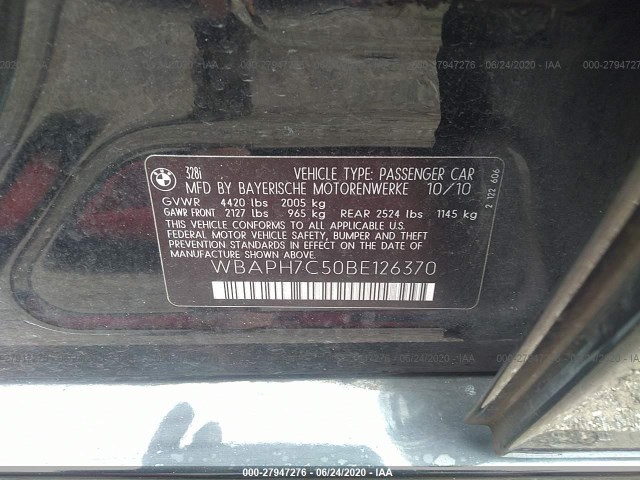 000-27947276 - 06/24/2020 - IAA
328i VEHICLE TYPE: PASSENGER CAR
MFD BY BAYERISCHE MOTORENWERKE 10/10
GVWR 4420 lbs 2005 kg
GAWR FRONT 2127 lbs 965 kg REAR 2524 lbs 1145 kg
THIS VEHICLE CONFORMS TO ALL APPLICABLE U.S.
FEDERAL MOTOR VEHICLE SAFETY, BUMPER AND THEFT
PREVENTION STANDARDS IN EFFECT ON THE DATE OF
MANUFACTURE SHOWN ABOVE.
WBAPH7C50BE126370
2 122 606
000-27947276 - 06/24/2020 - IAA